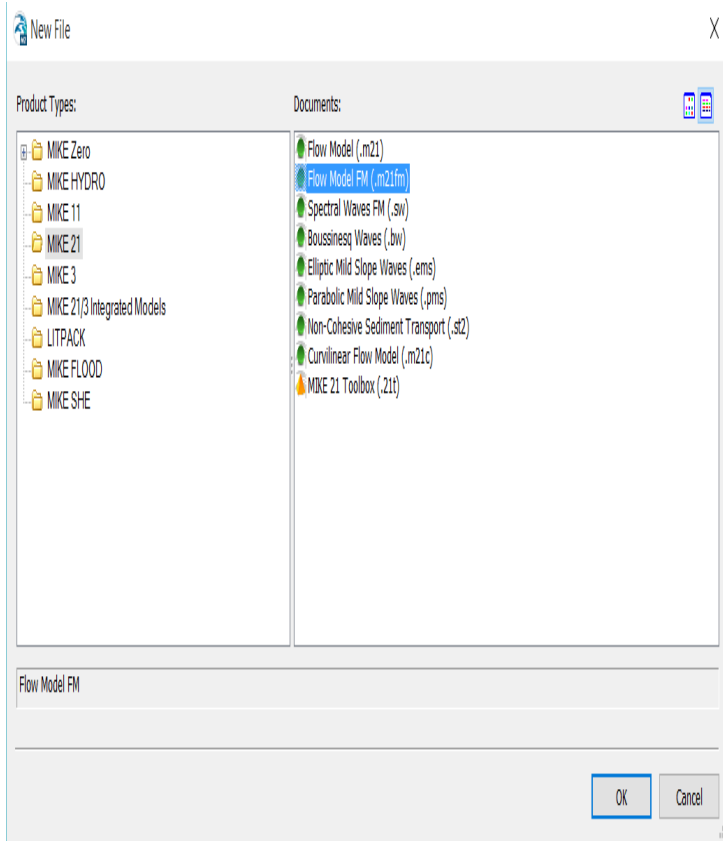 New File
Product Types:
Documents:
MIKE Zero
MIKE HYDRO
MIKE 11
MIKE 21
MIKE 3
MIKE 21/3 Integrated Models
LITPACK
MIKE FLOOD
MIKE SHE
Flow Model (.m21)
Flow Model FM (.m21fm)
Spectral Waves FM (.sw)
Boussinesq Waves (.bw)
Elliptic Mild Slope Waves (.ems)
Parabolic Mild Slope Waves (.pms)
Non-Cohesive Sediment Transport (.st2)
Curvilinear Flow Model (.m21c)
MIKE 21 Toolbox (.21t)
Flow Model FM
OK
Cancel